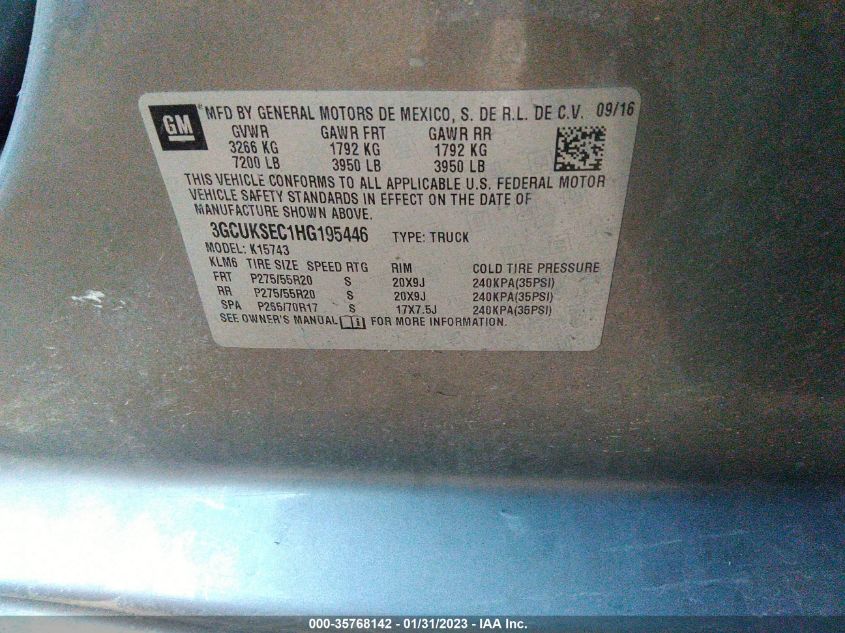 GM ® MFD BY GENERAL MOTORS DE MEXICO, S. DE R.L. DE C.V. 09/16
GVWR GAWR FRT GAWR RR
3266 KG 1792 KG 1792 KG
7200 LB 3950 LB 3950 LB
THIS VEHICLE CONFORMS TO ALL APPLICABLE U.S. FEDERAL MOTOR
VEHICLE SAFETY STANDARDS IN EFFECT ON THE DATE OF
MANUFACTURE SHOWN ABOVE.
3GCUKSEC1HG195446 TYPE: TRUCK
MODEL: K15743
KLM6 TIRE SIZE SPEED RTG RIM COLD TIRE PRESSURE
FRT P275/55R20 S 20X9J 240KPA(35PSI)
RR P275/55R20 S 20X9J 240KPA(35PSI)
SPA P265/70R17 S 17X7.5J 240KPA(35PSI)
SEE OWNER'S MANUAL FOR MORE INFORMATION.
000-35768142 - 01/31/2023 - IAA Inc.